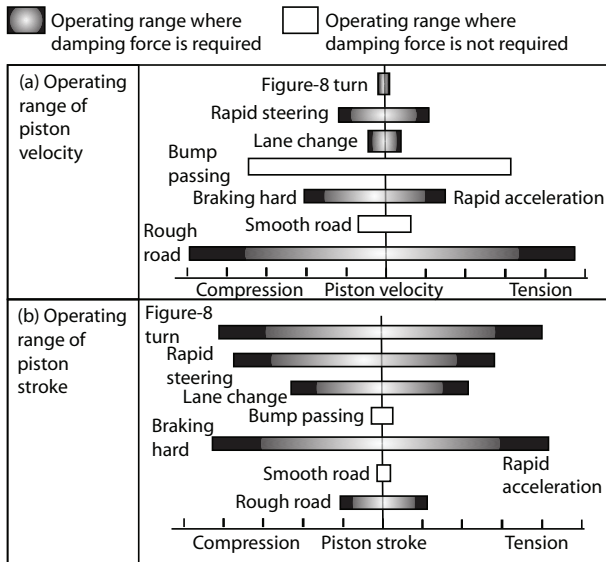 Operating range where
damping force is required
Operating range where
damping force is not required
(a) Operating
range of
piston
velocity
Figure-8 turn
Rapid steering
Lane change
Bump
passing
Braking hard
Rapid acceleration
Smooth road
Rough
road
Compression
Piston velocity
Tension
(b) Operating
range of
piston
stroke
Figure-8
turn
Rapid
steering
Lane change
Bump passing
Braking
hard
Rapid
acceleration
Smooth road
Rough road
Compression
Piston stroke
Tension